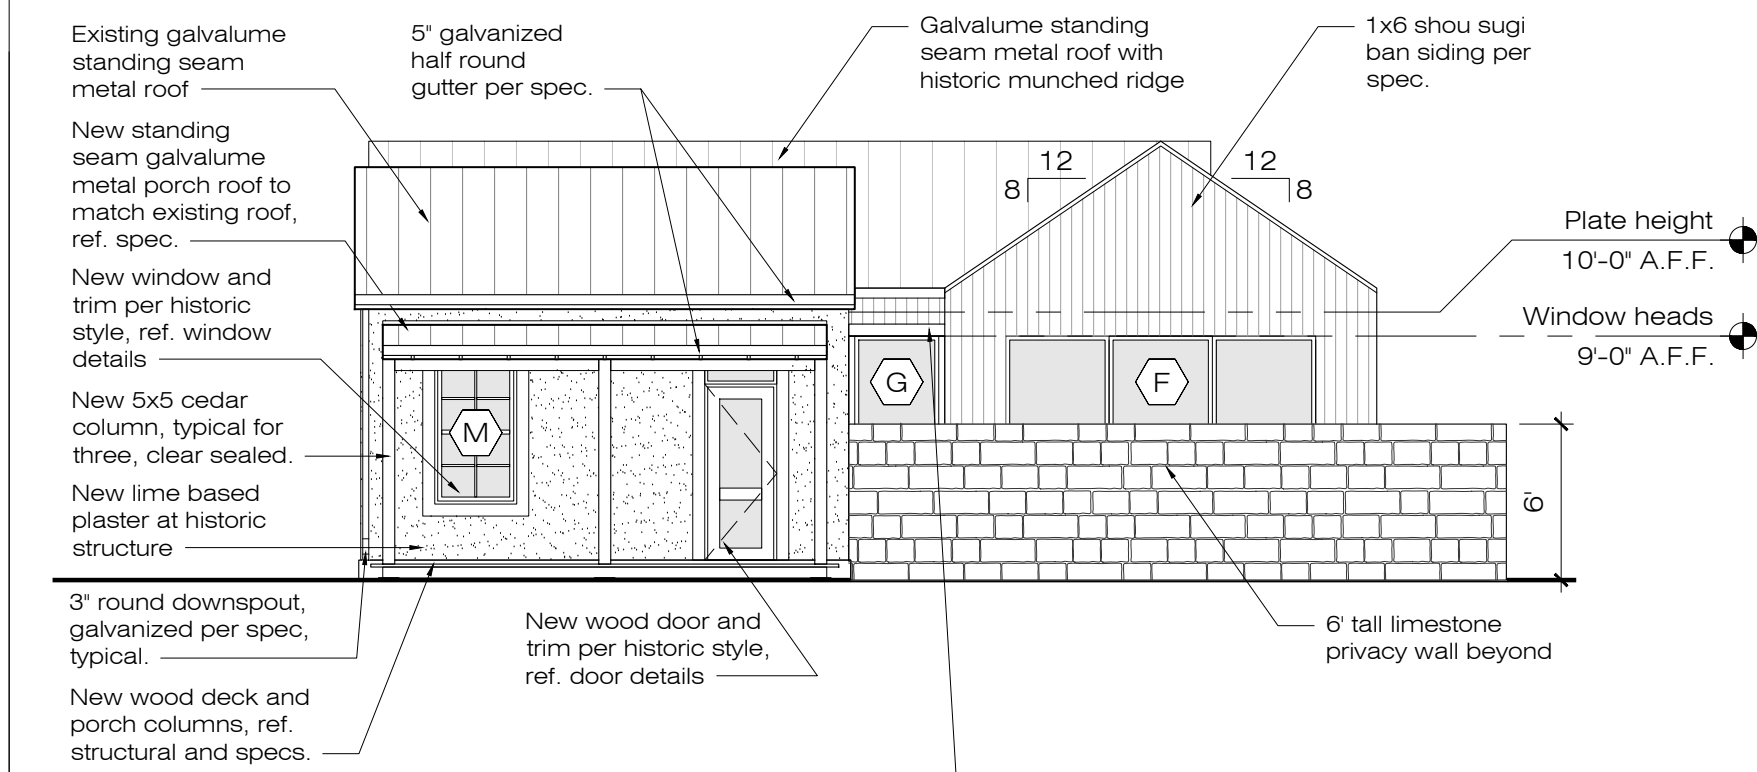 Existing galvalume
standing seam
metal roof
5" galvanized
half round
gutter per spec.
Galvalume standing
seam metal roof with
historic munched ridge
1x6 shou sugi
ban siding per
spec.
New standing
seam galvalume
metal porch roof to
match existing roof,
ref. spec.
12
8
12
8
Plate height
10'-0" A.F.F.
New window and
trim per historic
style, ref. window
details
Window heads
9'-0" A.F.F.
G
F
M
New 5x5 cedar
column, typical for
three, clear sealed.
New lime based
plaster at historic
structure
6'
3" round downspout,
galvanized per spec,
typical.
New wood door and
trim per historic style,
ref. door details
6' tall limestone
privacy wall beyond
New wood deck and
porch columns, ref.
structural and specs.